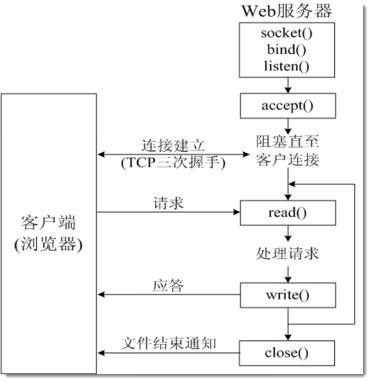 Web服务器
socket()
bind()
listen()
accept()
连接建立
(TCP三次握手)
阻塞直至
客户连接
客户端
(浏览器)
请求
read()
处理请求
应答
write()
文件结束通知
close()